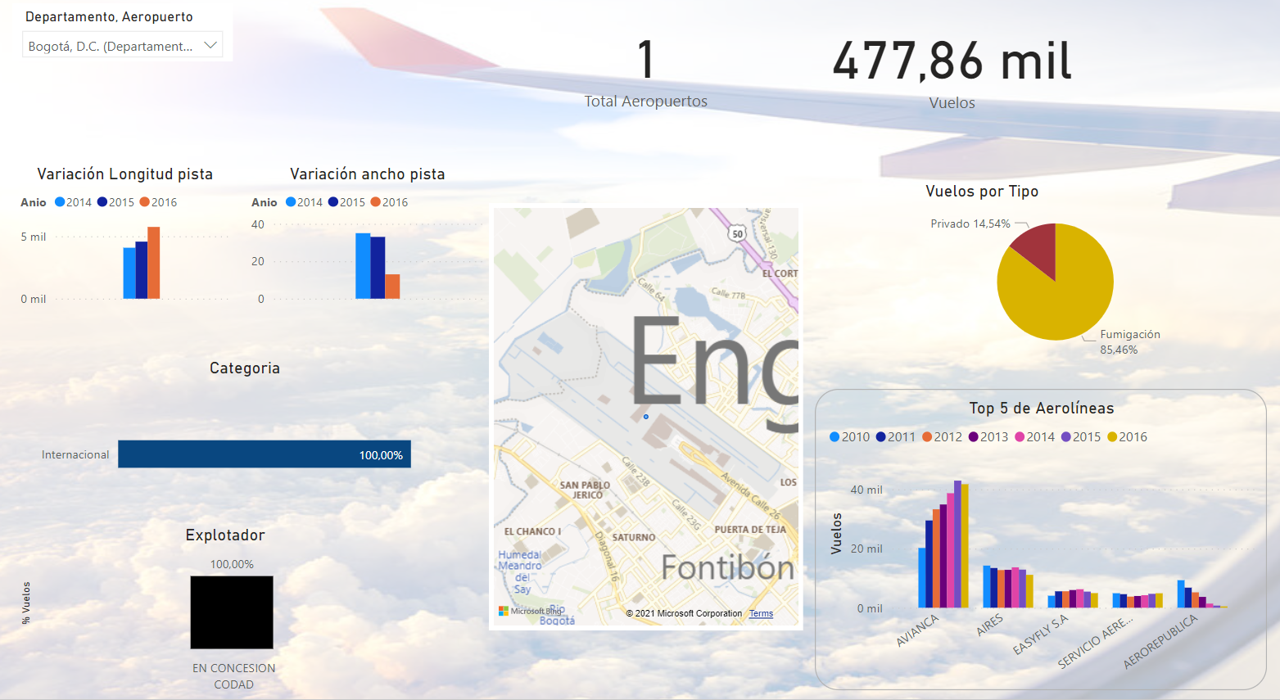 Departamento, Aeropuerto
Bogotá, D.C. (Departament...
1
Total Aeropuertos
477,86 mil
Vuelos
Variación Longitud pista
Anio 2014 2015 2016
5 mil
0 mil
Variación ancho pista
Anio 2014 2015 2016
40
20
0
Categoria
Internacional
100,00%
Explotador
100,00%
% Vuelos
EN CONCESION
CODAD
50
EL CORT
Calle 64
Calle 77B
Eng
SAN PABLO
JERICÓ
Calle 23B
Avenida Calle 26
LOS
EL CHANCO I
SATURNO
Calle 23G
PUERTA DE TEJA
Diagonal 16
Humedal
Meandro
del
Say
Fontibón
Microsoft Bing
Rio
Bogotá
© 2021 Microsoft Corporation Terms
Vuelos por Tipo
Privado 14,54%
Fumigación
85,46%
Top 5 de Aerolíneas
2010 2011 2012 2013 2014 2015 2016
Vuelos
40 mil
20 mil
0 mil
AVIANCA
AIRES
EASYFLY S.A
SERVICIO AERE...
AEROREPUBLICA